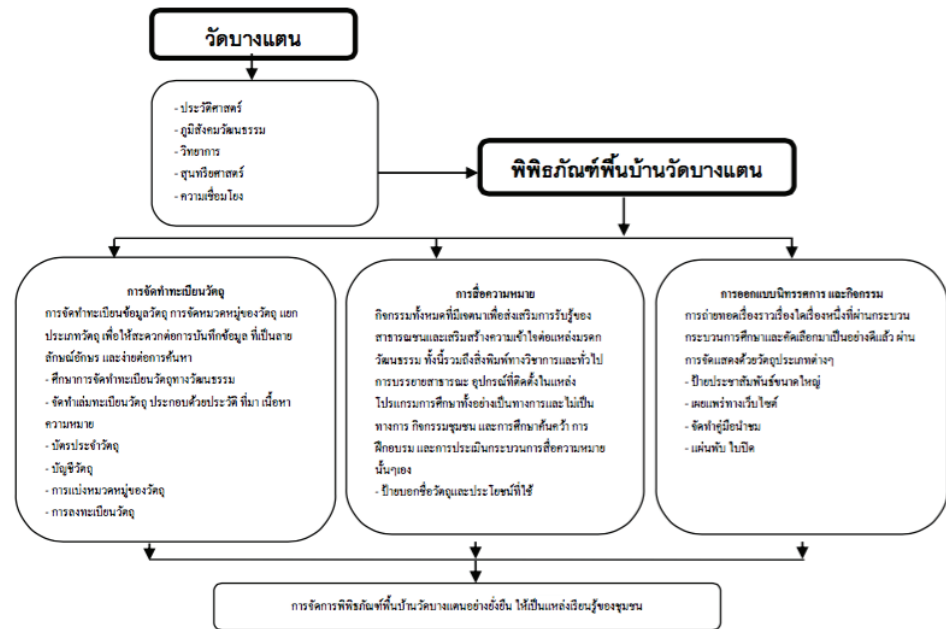 วัดบางแตน
- ประวัติศาสตร์
- ภูมิสังคมวัฒนธรรม
- วิทยาการ
- สุนทรียศาสตร์
- ความเชื่อมโยง
พิพิธภัณฑ์พื้นบ้านวัดบางแตน
การจัดทำทะเบียนวัตถุ
การจัดทำทะเบียนข้อมูลวัตถุ การจัดหมวดหมู่ของวัตถุ แยก
ประเภทวัตถุ เพื่อให้สะดวกต่อการบันทึกข้อมูล ที่เป็นลาย
ลักษณ์อักษร และง่ายต่อการค้นหา
- ศึกษาการจัดทำทะเบียนวัตถุทางวัฒนธรรม
- จัดทำเล่มทะเบียนวัตถุ ประกอบด้วยประวัติ ที่มา เนื้อหา
ความหมาย
- บัตรประจำวัตถุ
- บัญชีวัตถุ
- การแบ่งหมวดหมู่ของวัตถุ
- การลงทะเบียนวัตถุ
การสื่อความหมาย
กิจกรรมทั้งหมดที่มีเจตนาเพื่อส่งเสริมการรับรู้ของ
สาธารณชนและเสริมสร้างความเข้าใจต่อแหล่งมรดก
วัฒนธรรม ทั้งนี้รวมถึงสิ่งพิมพ์ทางวิชาการและทั่วไป
การบรรยายสาธารณะ อุปกรณ์ที่ติดตั้งในแหล่ง
โปรแกรมการศึกษาทั้งอย่างเป็นทางการและไม่เป็น
ทางการ กิจกรรมชุมชน และการศึกษาค้นคว้า การ
ฝึกอบรม และการประเมินกระบวนการสื่อความหมาย
นั้นๆเอง
- ป้ายบอกชื่อวัตถุและประโยชน์ที่ใช้
การออกแบบนิทรรศการ และกิจกรรม
การถ่ายทอดเรื่องราวเรื่องใดเรื่องหนึ่งที่ผ่านกระบวน
กระบวนการศึกษาและคัดเลือกมาเป็นอย่างดีแล้ว ผ่าน
การจัดแสดงด้วยวัตถุประเภทต่างๆ
- ป้ายประชาสัมพันธ์ขนาดใหญ่
- เผยแพร่ทางเว็บไซต์
- จัดทำคู่มือนำชม
- แผ่นพับ ใบปิด
การจัดการพิพิธภัณฑ์พื้นบ้านวัดบางแตนอย่างยั่งยืน ให้เป็นแหล่งเรียนรู้ของชุมชน